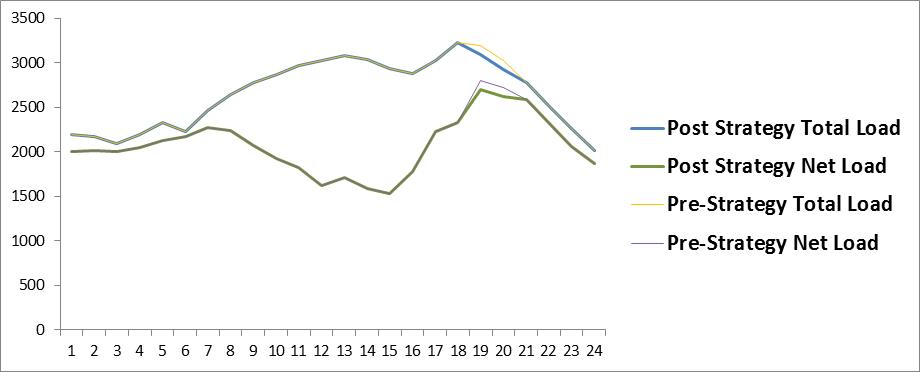 3500
3000
2500
2000
1500
1000
500
0
1 2 3 4 5 6 7 8 9 10 11 12 13 14 15 16 17 18 19 20 21 22 23 24
Post Strategy Total Load
Post Strategy Net Load
Pre-Strategy Total Load
Pre-Strategy Net Load